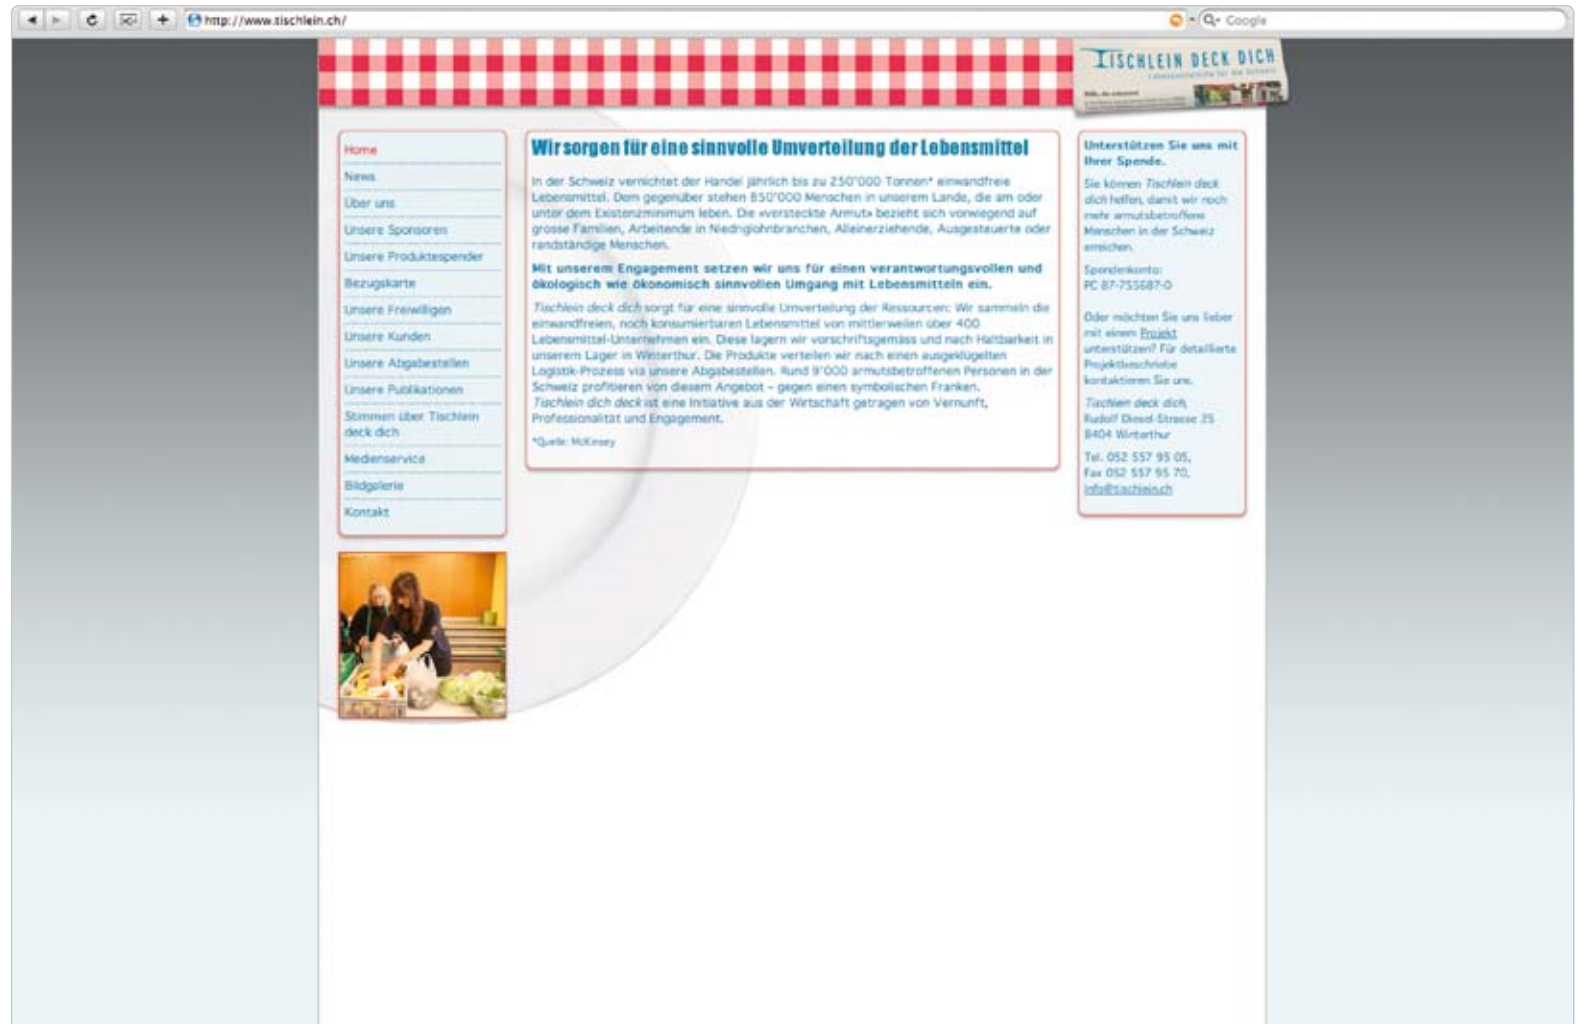 http://www.tischlein.ch/
Google
TISCHLEIN DECK DICH
Lebensmittelhilfe für die Schweiz
Home
News
Über uns
Unsere Sponsoren
Unsere Produktespender
Bezugskarte
Unsere Freiwilligen
Unsere Kunden
Unsere Abgabestellen
Unsere Publikationen
Stimmen über Tischlein
deck dich
Medienservice
Bildgalerie
Kontakt
Wir sorgen für eine sinnvolle Umverteilung der Lebensmittel
In der Schweiz vernichtet der Handel jährlich bis zu 250'000 Tonnen* einwandfreie
Lebensmittel. Dem gegenüber stehen 850'000 Menschen in unserem Lande, die am oder
unter dem Existenzminimum leben. Die «versteckte Armut» bezieht sich vorwiegend auf
grosse Familien, Arbeitende in Niedriglohnbranchen, Alleinerziehende, Ausgesteuerte oder
randständige Menschen.
Mit unserem Engagement setzen wir uns für einen verantwortungsvollen und
ökologisch wie ökonomisch sinnvollen Umgang mit Lebensmitteln ein.
Tischlein deck dich sorgt für eine sinnvolle Umverteilung der Ressourcen: Wir sammeln die
einwandfreien, noch konsumierbaren Lebensmittel von mittlerweilen über 400
Lebensmittel-Unternehmen ein. Diese lagern wir vorschriftsgemäss und nach Haltbarkeit in
unserem Lager in Winterthur. Die Produkte verteilen wir nach einen ausgeklügelten
Logistik-Prozess via unsere Abgabestellen. Rund 9'000 armutsbetroffenen Personen in der
Schweiz profitieren von diesem Angebot – gegen einen symbolischen Franken.
Tischlein dich deck ist eine Initiative aus der Wirtschaft getragen von Vernunft,
Professionalität und Engagement.
*Quelle: McKinsey
Unterstützen Sie uns mit
Ihrer Spende.
Sie können Tischlein deck
dich helfen, damit wir noch
mehr armutsbetroffene
Menschen in der Schweiz
erreichen.
Spendenkonto:
PC 87-755687-0
Oder möchten Sie uns lieber
mit einem Projekt
unterstützen? Für detaillierte
Projektbeschriebe
kontaktieren Sie uns.
Tischlein deck dich,
Rudolf Diesel-Strasse 25
8404 Winterthur
Tel. 052 557 95 05,
Fax 052 557 95 70,
info@tischlein.ch